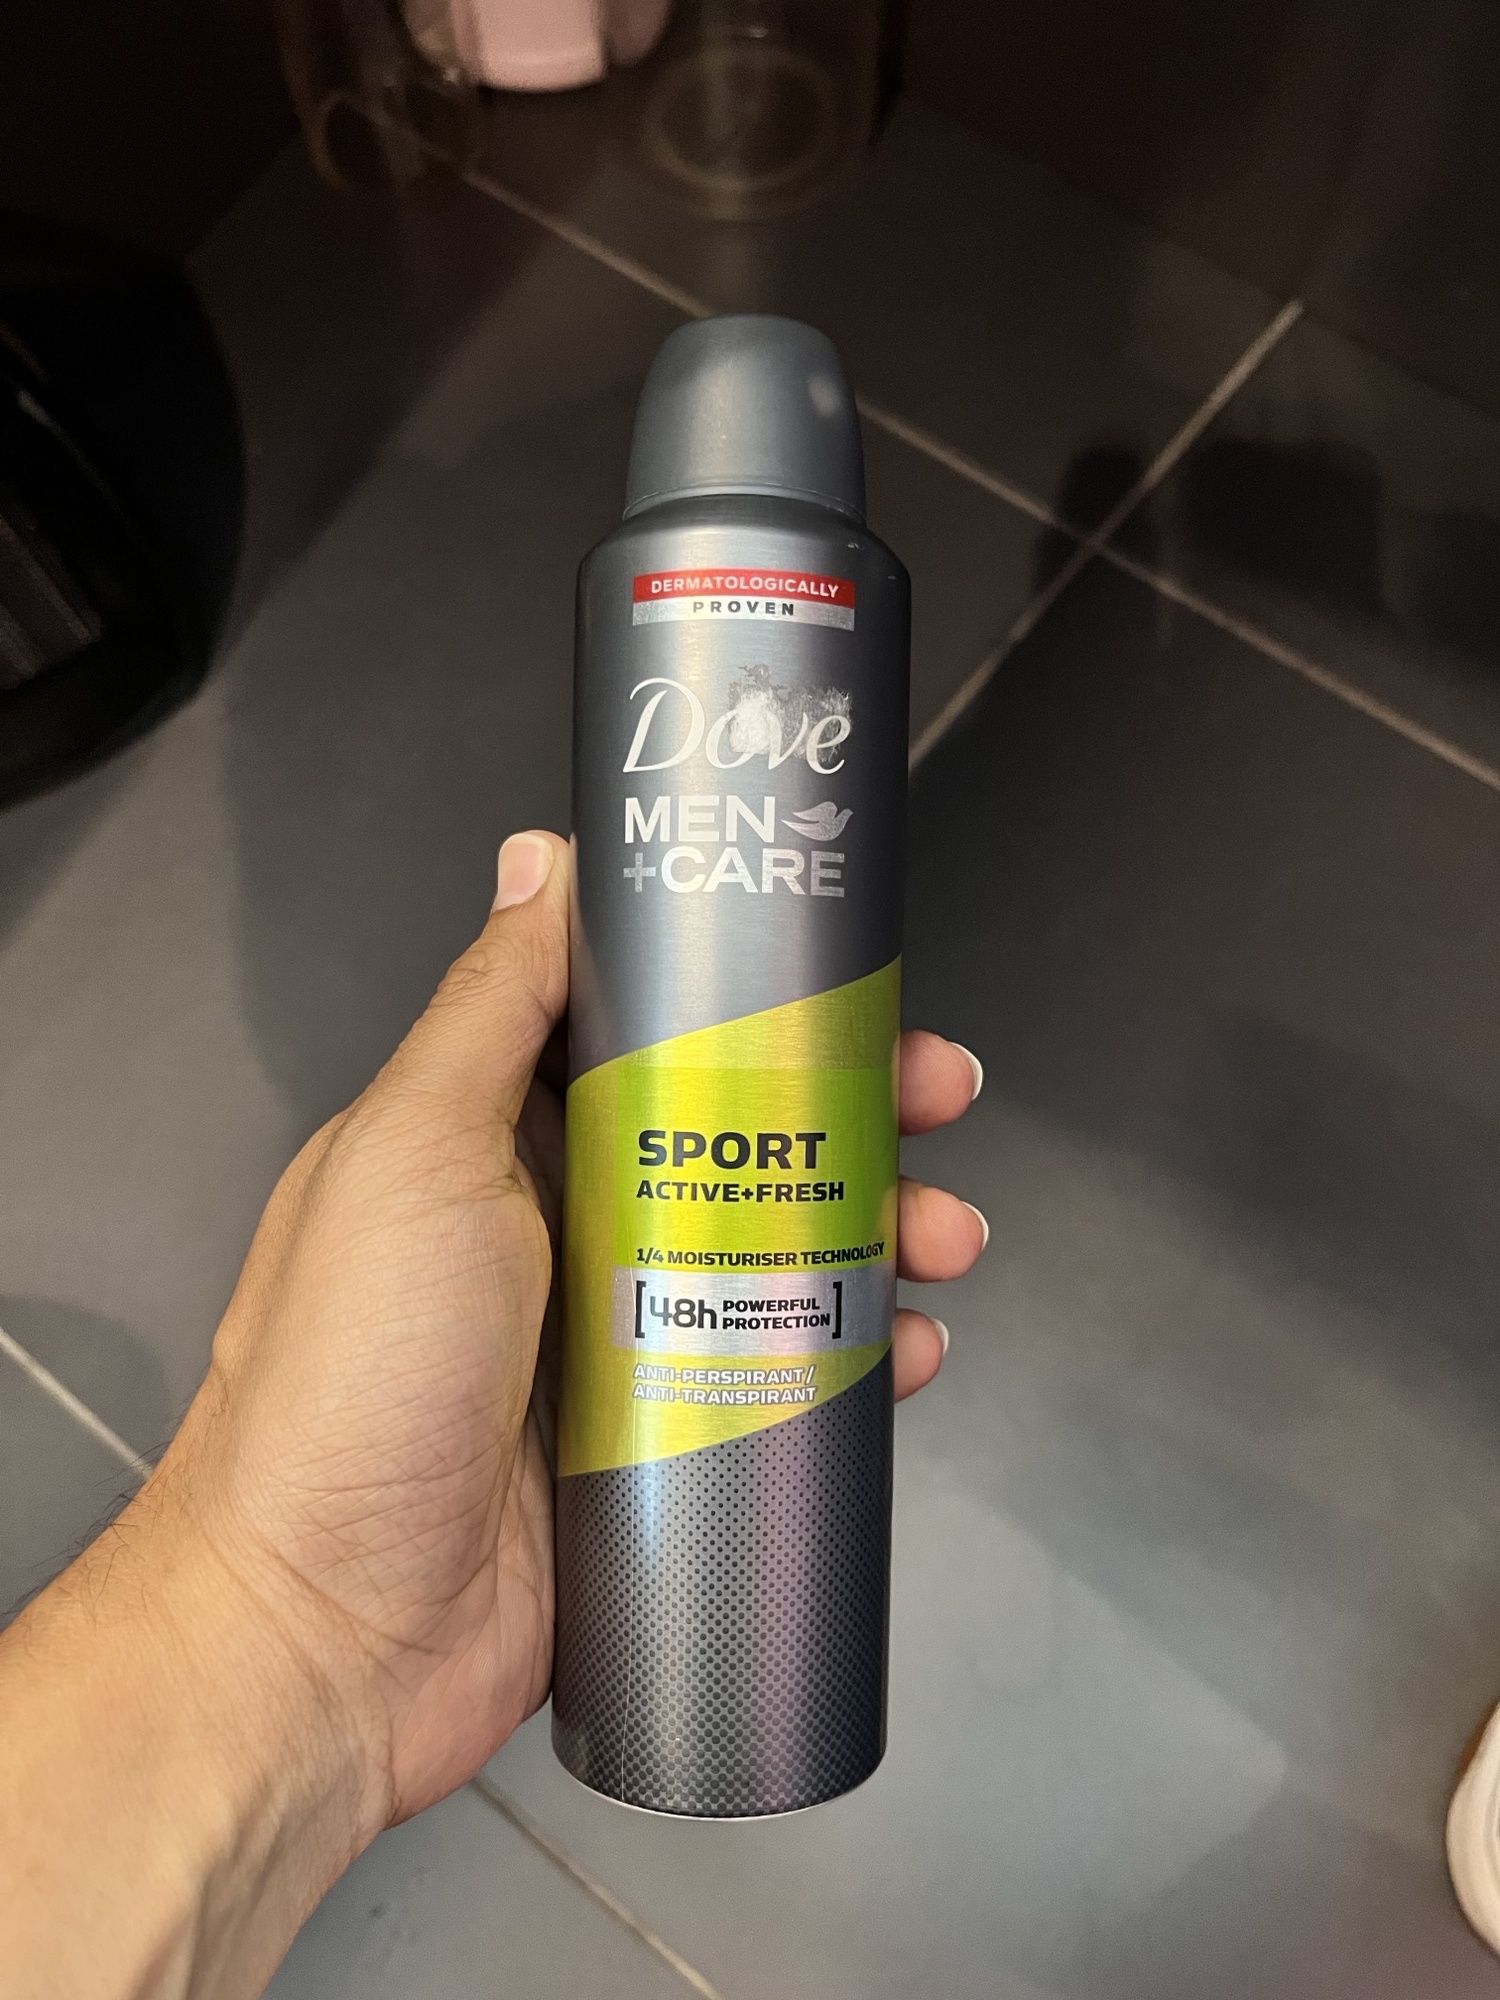 DERMATOLOGICALLY
PROVEN
Dove
MEN
+CARE
SPORT
ACTIVE+FRESH
1/4 MOISTURISER TECHNOLOGY
[48h POWERFUL
PROTECTION]
ANTI-PERSPIRANT/
ANTI-TRANSPIRANT